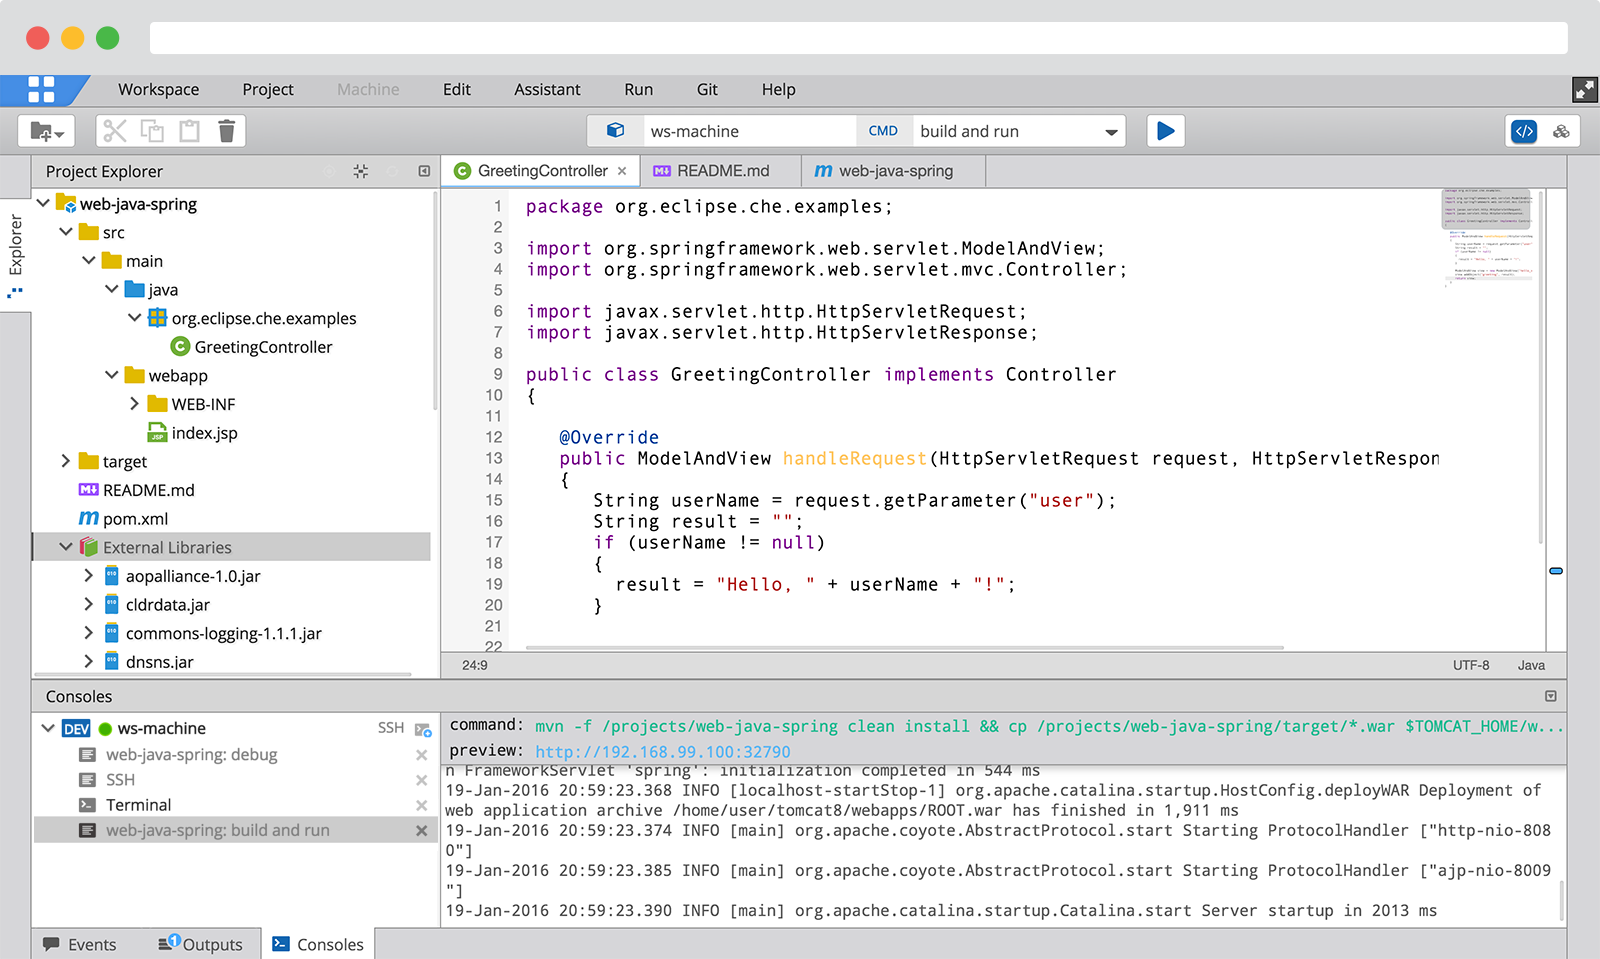 Workspace Project Machine Edit Assistant Run Git Help
ws-machine CMD build and run
Project Explorer
GreetingController × README.md m web-java-spring
Explorer
web-java-spring
src
main
java
org.eclipse.che.examples
C GreetingController
webapp
WEB-INF
JSP index.jsp
target
README.md
m pom.xml
External Libraries
010 aopalliance-1.0.jar
010 cldrdata.jar
010 commons-logging-1.1.1.jar
010 dnsns.jar
1 package org.eclipse.che.examples;
2
3 import org.springframework.web.servlet.ModelAndView;
4 import org.springframework.web.servlet.mvc.Controller;
5
6 import javax.servlet.http.HttpServletRequest;
7 import javax.servlet.http.HttpServletResponse;
8
9 public class GreetingController implements Controller
10 {
11
12 @Override
13 public ModelAndView handleRequest(HttpServletRequest request, HttpServletRespon
14 {
15 String userName = request.getParameter("user");
16 String result = "";
17 if (userName != null)
18 {
19 result = "Hello, " + userName + "!";
20 }
21
22
24:9 UTF-8 Java
Consoles
DEV ws-machine SSH
web-java-spring: debug
SSH
Terminal
web-java-spring: build and run
command: mvn -f /projects/web-java-spring clean install && cp /projects/web-java-spring/target/*.war $TOMCAT_HOME/w...
preview: http://192.168.99.100:32790
n FrameworkServlet 'spring': initialization completed in 544 ms
19-Jan-2016 20:59:23.368 INFO [localhost-startStop-1] org.apache.catalina.startup.HostConfig.deployWAR Deployment of
web application archive /home/user/tomcat8/webapps/ROOT.war has finished in 1,911 ms
19-Jan-2016 20:59:23.374 INFO [main] org.apache.coyote.AbstractProtocol.start Starting ProtocolHandler ["http-nio-808
0"]
19-Jan-2016 20:59:23.385 INFO [main] org.apache.coyote.AbstractProtocol.start Starting ProtocolHandler ["ajp-nio-8009
"]
19-Jan-2016 20:59:23.390 INFO [main] org.apache.catalina.startup.Catalina.start Server startup in 2013 ms
Events 1 Outputs Consoles